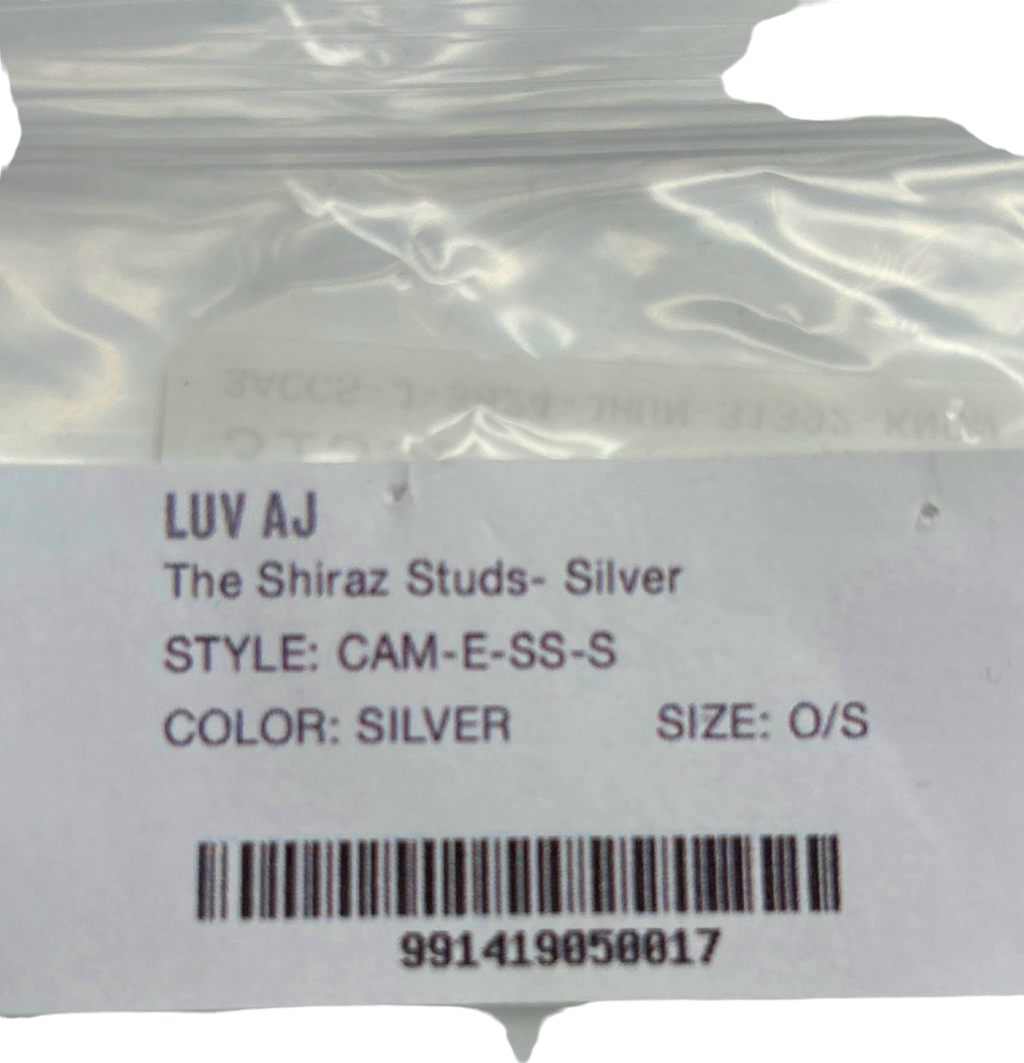 LUV AJ
The Shiraz Studs- Silver
STYLE: CAM-E-SS-S
COLOR: SILVER SIZE: O/S
991419050017